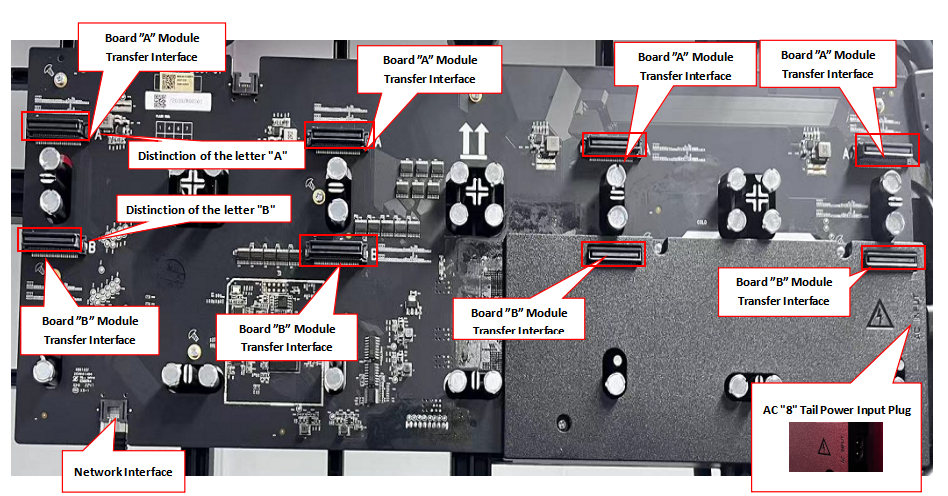 Board ”A” Module
Transfer Interface
Board ”A” Module
Transfer Interface
Board ”A” Module
Transfer Interface
Board ”A” Module
Transfer Interface
A
A
Distinction of the letter "A"
Distinction of the letter "B"
B
B
Board ”B” Module
Transfer Interface
Board ”B” Module
Transfer Interface
Board ”B” Module
Transfer Interface
Board ”B” Module
Transfer Interface
AC INPUT
AC "8" Tail Power Input Plug
Network Interface